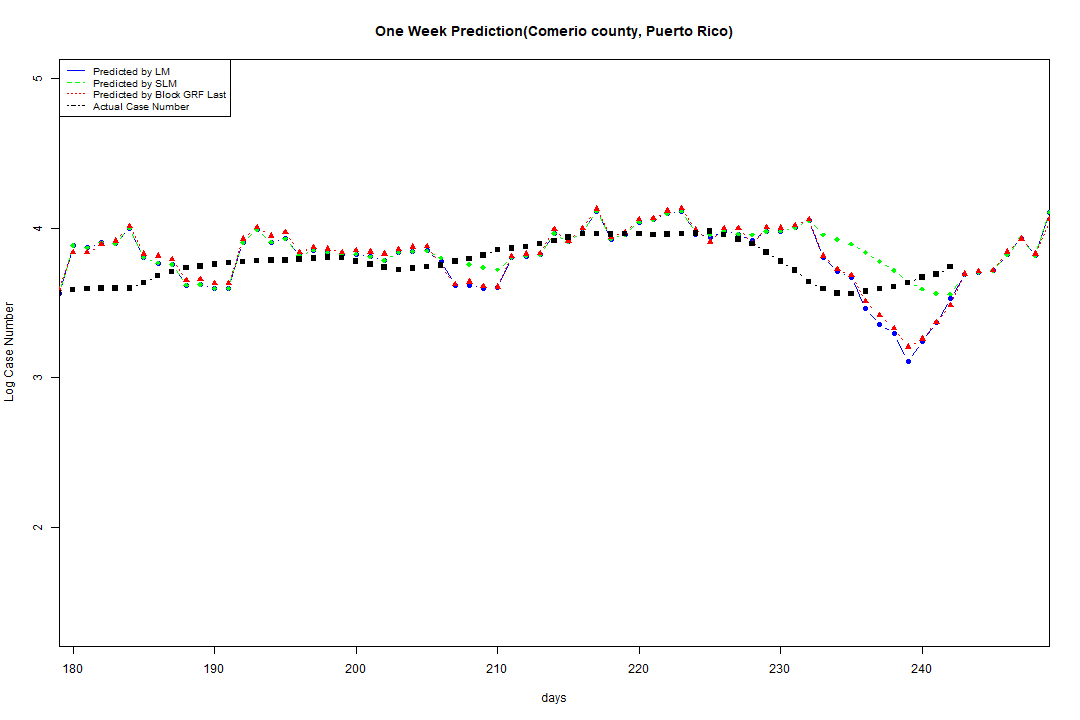 One Week Prediction(Comerio county, Puerto Rico)
Predicted by LM
Predicted by SLM
Predicted by Block GRF Last
Actual Case Number
5
4
3
2
Log Case Number
180 190 200 210 220 230 240
days